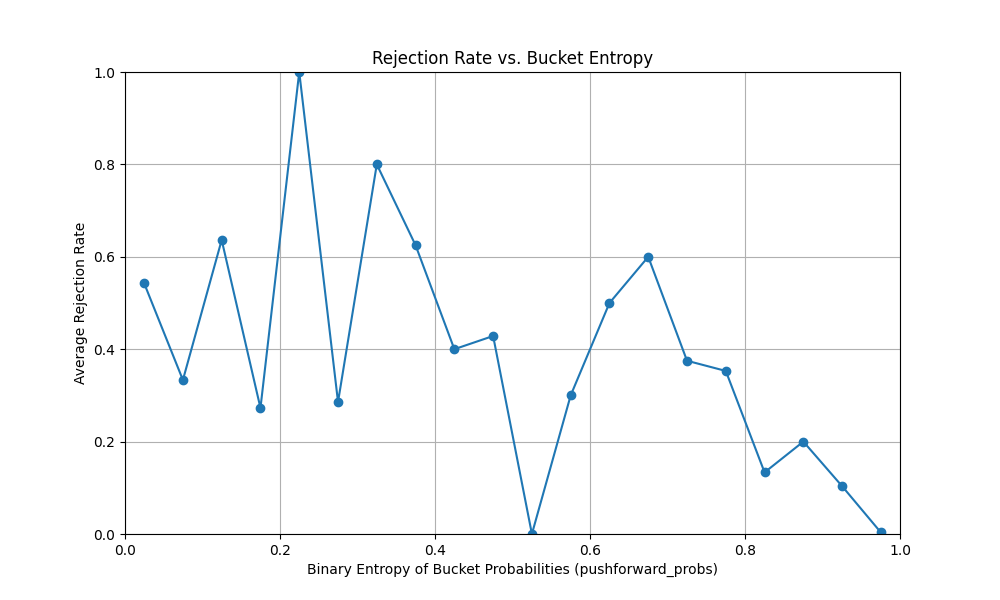 Rejection Rate vs. Bucket Entropy
1.0
0.8
0.6
0.4
0.2
0.0
Average Rejection Rate
0.0 0.2 0.4 0.6 0.8 1.0
Binary Entropy of Bucket Probabilities (pushforward_probs)